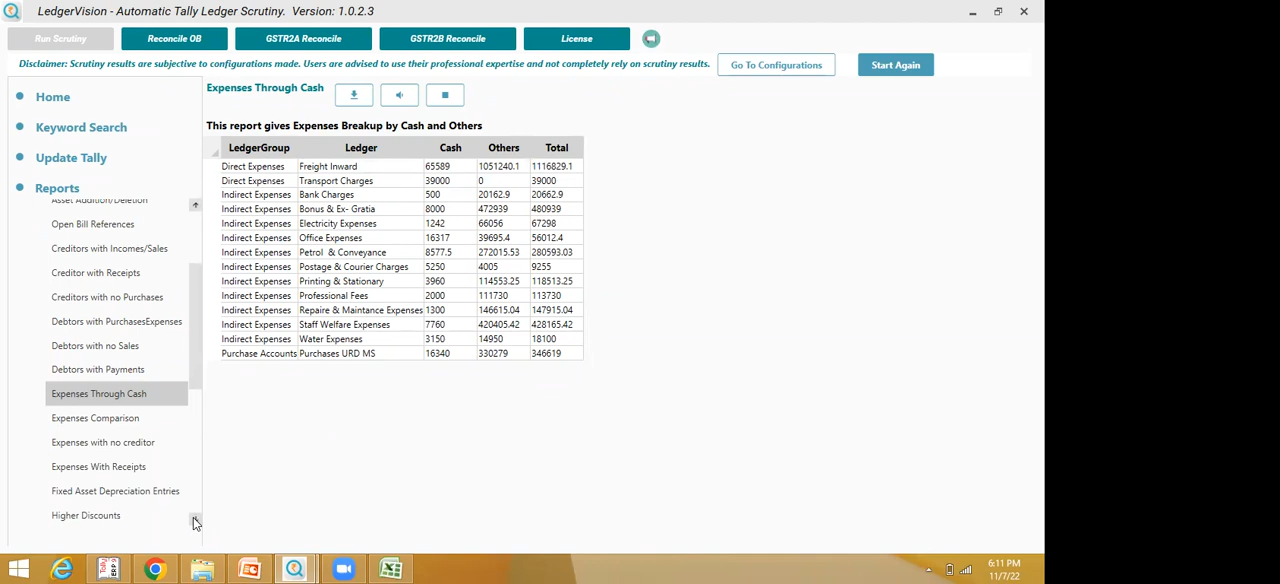 LedgerVision - Automatic Tally Ledger Scrutiny. Version: 1.0.2.3
Run Scrutiny Reconcile OB GSTR2A Reconcile GSTR2B Reconcile License
Disclaimer: Scrutiny results are subjective to configurations made. Users are advised to use their professional expertise and not completely rely on scrutiny results. Go To Configurations Start Again
Home
Keyword Search
Update Tally
Reports
Asset Addition/Deletion
Open Bill References
Creditors with Incomes/Sales
Creditor with Receipts
Creditors with no Purchases
Debtors with PurchasesExpenses
Debtors with no Sales
Debtors with Payments
Expenses Through Cash
Expenses Comparison
Expenses with no creditor
Expenses With Receipts
Fixed Asset Depreciation Entries
Higher Discounts
Expenses Through Cash
This report gives Expenses Breakup by Cash and Others
LedgerGroup Ledger Cash Others Total
Direct Expenses Freight Inward 65589 1051240.1 1116829.1
Direct Expenses Transport Charges 39000 0 39000
Indirect Expenses Bank Charges 500 20162.9 20662.9
Indirect Expenses Bonus & Ex- Gratia 8000 472939 480939
Indirect Expenses Electricity Expenses 1242 66056 67298
Indirect Expenses Office Expenses 16317 39695.4 56012.4
Indirect Expenses Petrol & Conveyance 8577.5 272015.53 280593.03
Indirect Expenses Postage & Courier Charges 5250 4005 9255
Indirect Expenses Printing & Stationary 3960 114553.25 118513.25
Indirect Expenses Professional Fees 2000 111730 113730
Indirect Expenses Repaire & Maintance Expenses 1300 146615.04 147915.04
Indirect Expenses Staff Welfare Expenses 7760 420405.42 428165.42
Indirect Expenses Water Expenses 3150 14950 18100
Purchase Accounts Purchases URD MS 16340 330279 346619
Tally ERP 9
6:11 PM
11/7/22